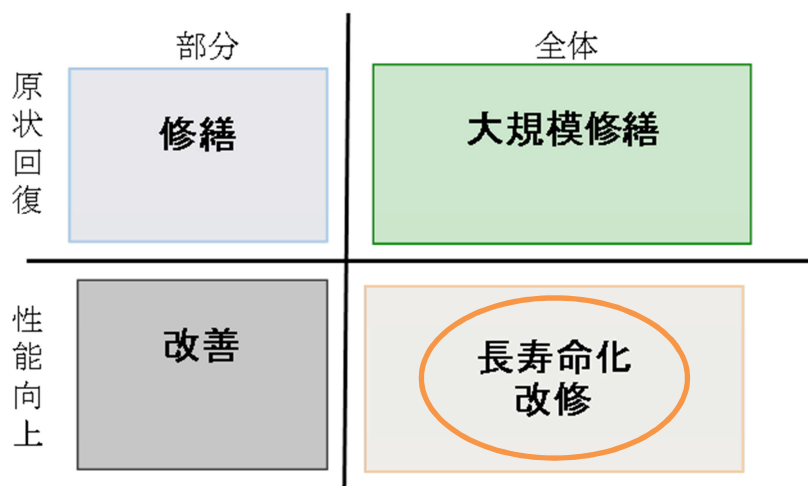 部分
全体
原状回復
修繕
大規模修繕
性能向上
改善
長寿命化
改修